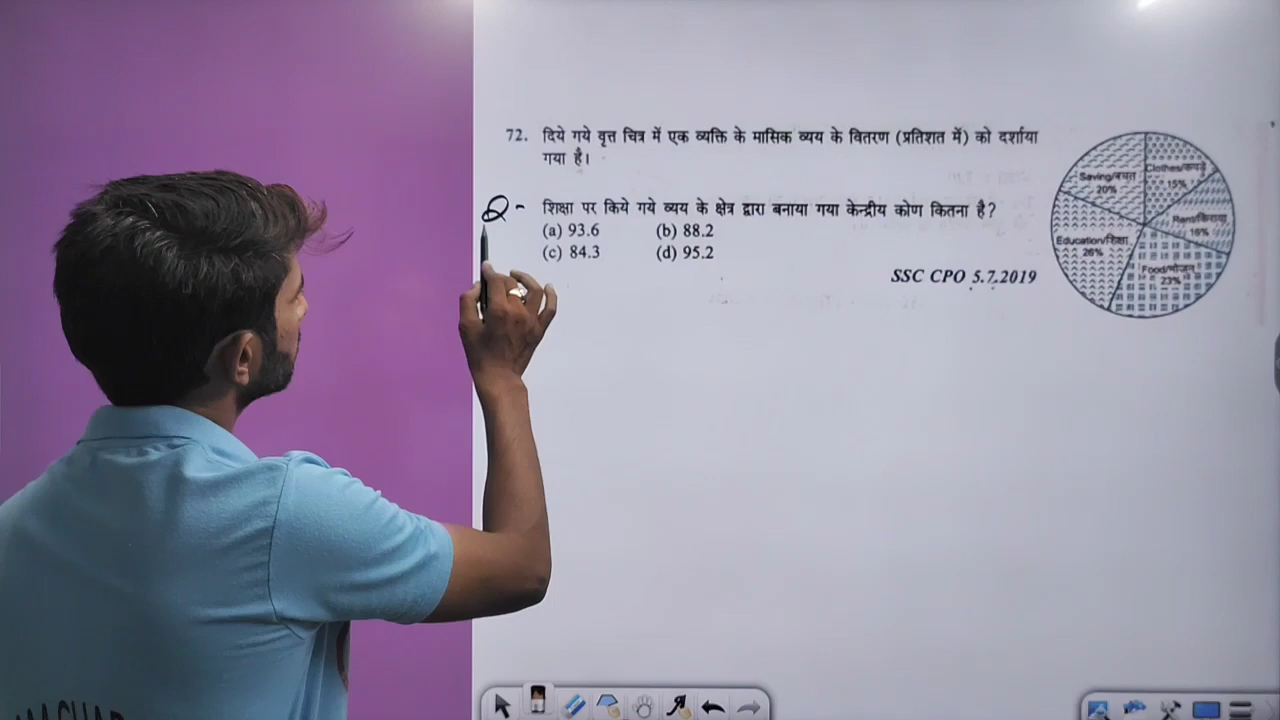 72. दिये गये वृत्त चित्र में एक व्यक्ति के मासिक व्यय के वितरण (प्रतिशत में) को दर्शाया
गया है।
Q - शिक्षा पर किये गये व्यय के क्षेत्र द्वारा बनाया गया केन्द्रीय कोण कितना है?
(a) 93.6 (b) 88.2
(c) 84.3 (d) 95.2
SSC CPO 5.7.2019
Saving/बचत
20%
Clothes/कपड़े
15%
Rent/किराया
16%
Education/शिक्षा
26%
Food/भोजन
23%